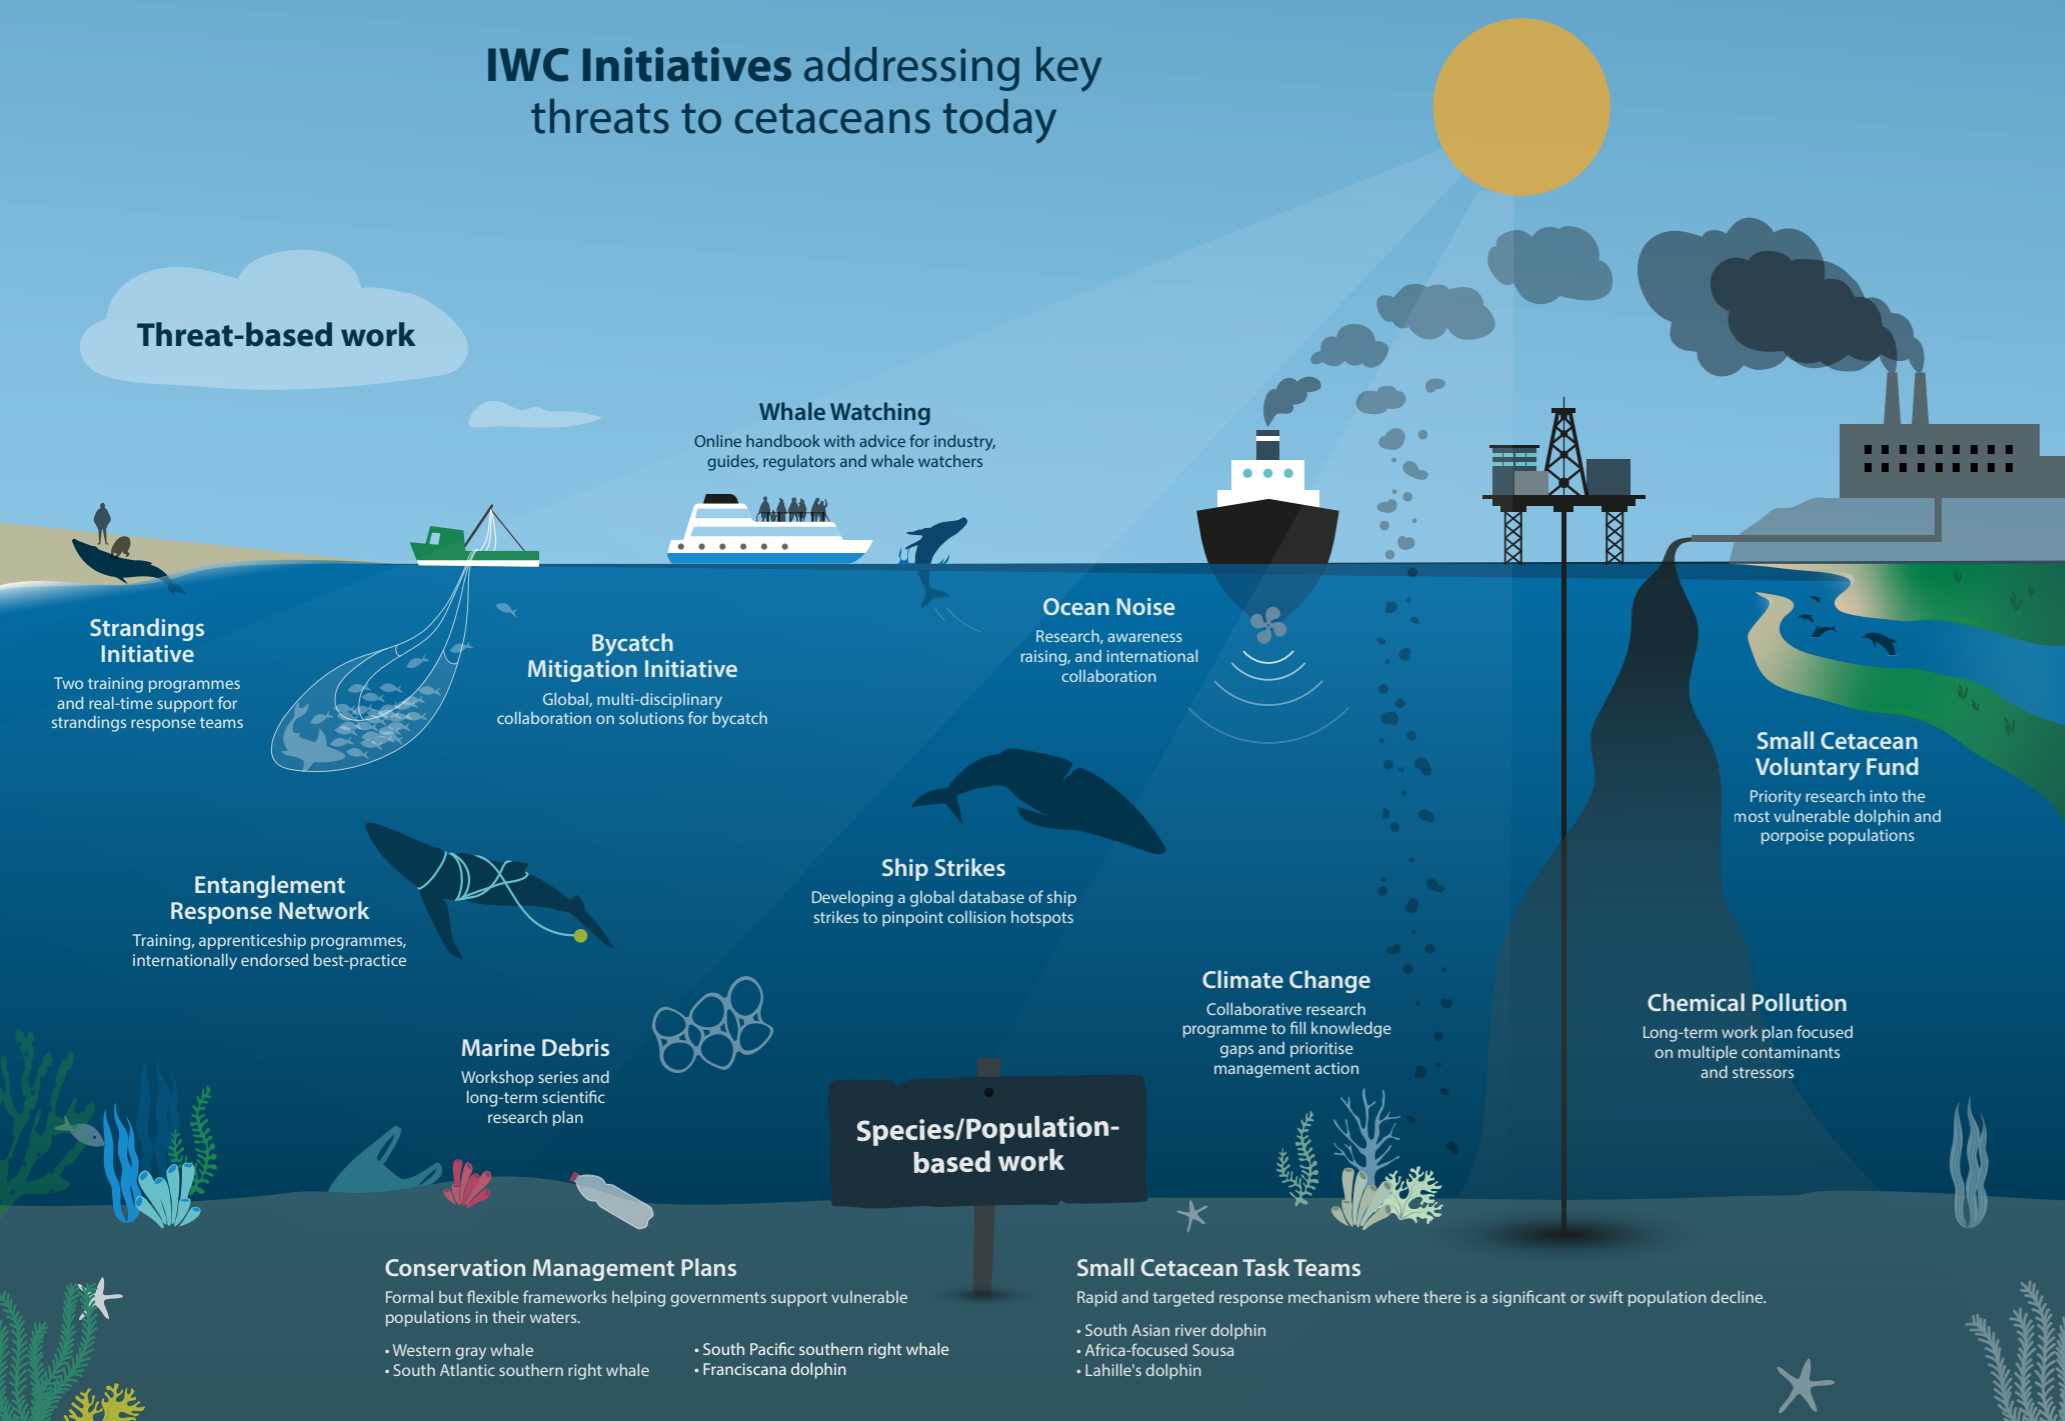 IWC Initiatives addressing key
threats to cetaceans today
Threat-based work
Whale Watching
Online handbook with advice for industry,
guides, regulators and whale watchers
Strandings
Initiative
Two training programmes
and real-time support for
strandings response teams
Bycatch
Mitigation Initiative
Global, multi-disciplinary
collaboration on solutions for bycatch
Ocean Noise
Research, awareness
raising, and international
collaboration
Small Cetacean
Voluntary Fund
Priority research into the
most vulnerable dolphin and
porpoise populations
Entanglement
Response Network
Training, apprenticeship programmes,
internationally endorsed best-practice
Ship Strikes
Developing a global database of ship
strikes to pinpoint collision hotspots
Climate Change
Collaborative research
programme to fill knowledge
gaps and prioritise
management action
Chemical Pollution
Long-term work plan focused
on multiple contaminants
and stressors
Marine Debris
Workshop series and
long-term scientific
research plan
Species/Population-
based work
Conservation Management Plans
Formal but flexible frameworks helping governments support vulnerable
populations in their waters.
• Western gray whale
• South Atlantic southern right whale
• South Pacific southern right whale
• Franciscana dolphin
Small Cetacean Task Teams
Rapid and targeted response mechanism where there is a significant or swift population decline.
• South Asian river dolphin
• Africa-focused Sousa
• Lahille's dolphin